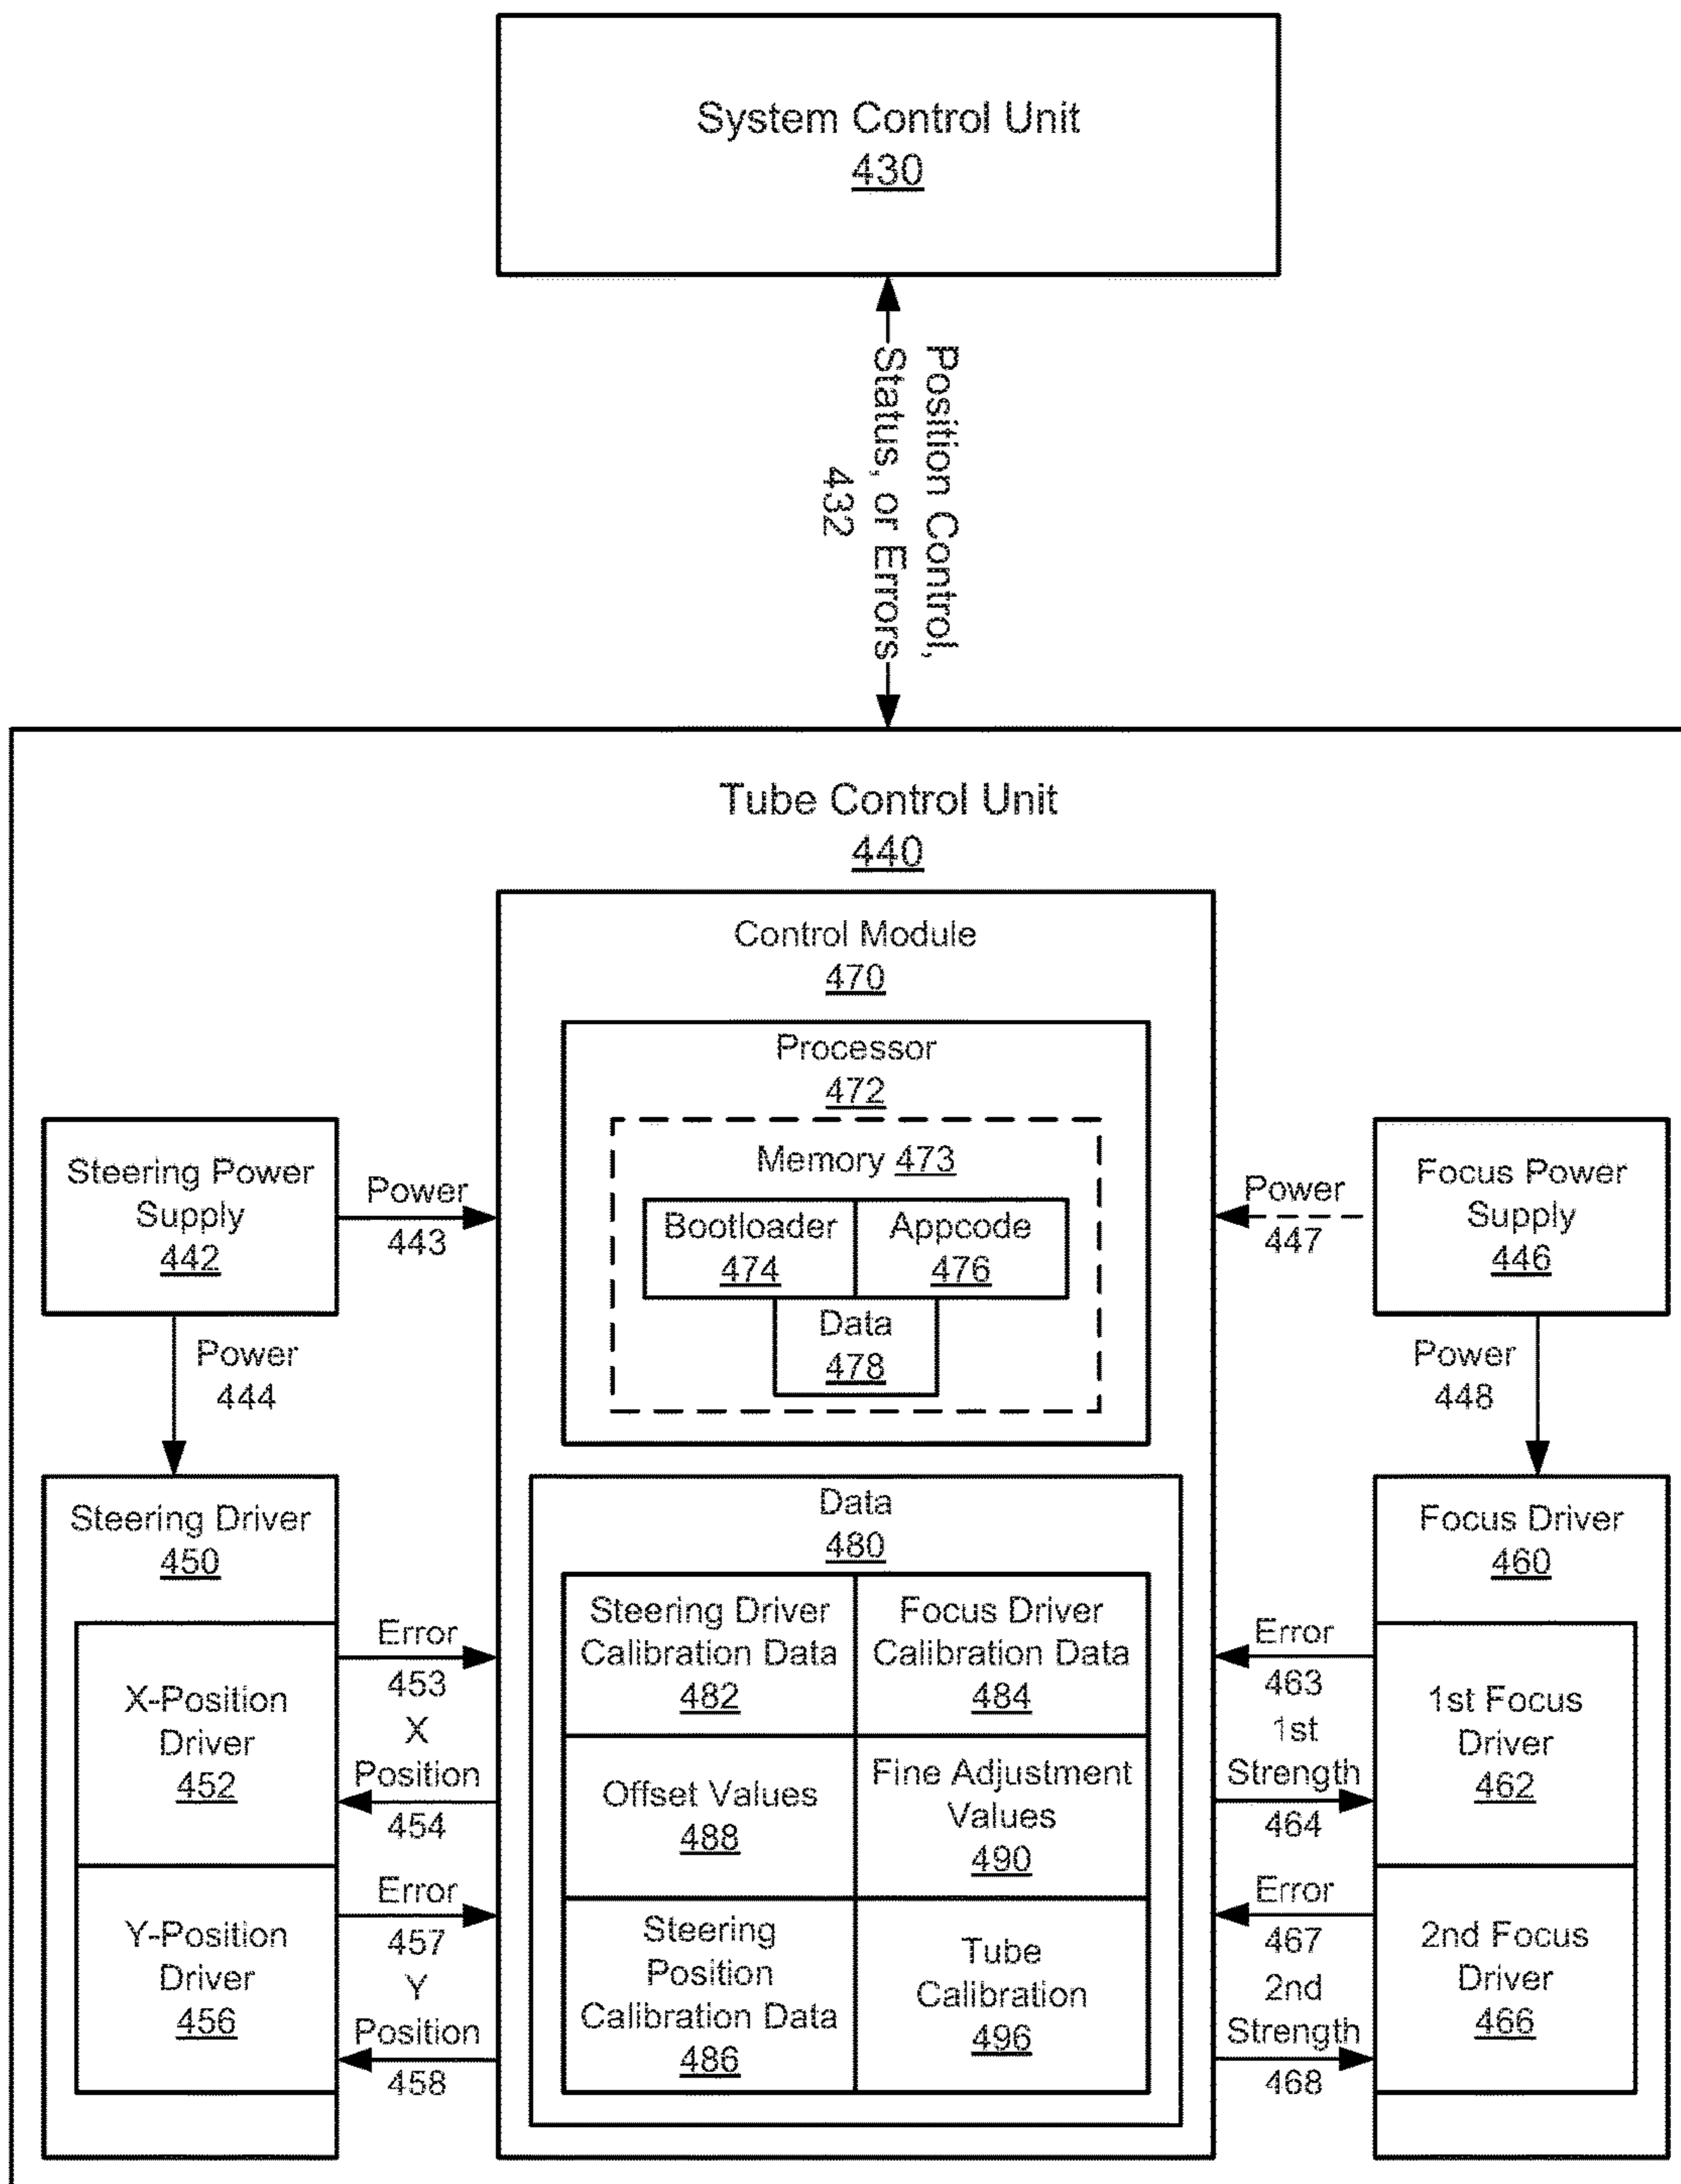 System Control Unit
430
Position Control,
Status, or Errors
432
Tube Control Unit
440
Control Module
470
Processor
472
Memory 473
Bootloader
474
Appcode
476
Data
478
Steering Power
Supply
442
Power
443
Power
444
Focus Power
Supply
446
Power
447
Power
448
Steering Driver
450
X-Position
Driver
452
Y-Position
Driver
456
Error
453
X
Position
454
Error
457
Y
Position
458
Data
480
Steering Driver
Calibration Data
482
Focus Driver
Calibration Data
484
Offset Values
488
Fine Adjustment
Values
490
Steering
Position
Calibration Data
486
Tube
Calibration
496
Error
463
1st
Strength
464
Error
467
2nd
Strength
468
Focus Driver
460
1st Focus
Driver
462
2nd Focus
Driver
466